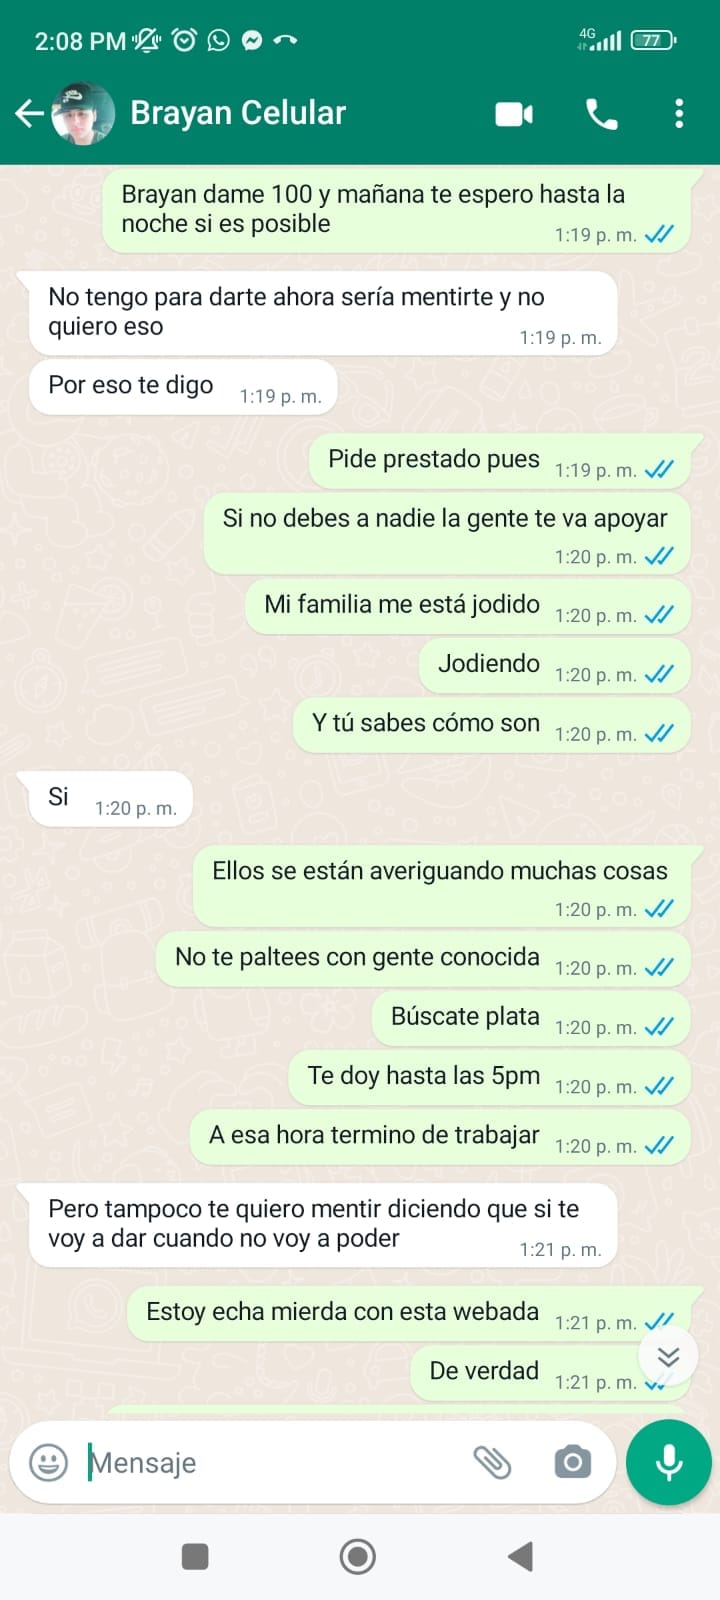 2:08 PM
4G
77
Brayan Celular
Brayan dame 100 y mañana te espero hasta la
noche si es posible
1:19 p. m.
No tengo para darte ahora sería mentirte y no
quiero eso
1:19 p. m.
Por eso te digo 1:19 p. m.
Pide prestado pues 1:19 p. m.
Si no debes a nadie la gente te va apoyar
1:20 p. m.
Mi familia me está jodido 1:20 p. m.
Jodiendo 1:20 p. m.
Y tú sabes cómo son 1:20 p. m.
Si 1:20 p. m.
Ellos se están averiguando muchas cosas
1:20 p. m.
No te paltees con gente conocida 1:20 p. m.
Búscate plata 1:20 p. m.
Te doy hasta las 5pm 1:20 p. m.
A esa hora termino de trabajar 1:20 p. m.
Pero tampoco te quiero mentir diciendo que si te
voy a dar cuando no voy a poder
1:21 p. m.
Estoy echa mierda con esta webada 1:21 p. m.
De verdad 1:21 p. m.
Mensaje